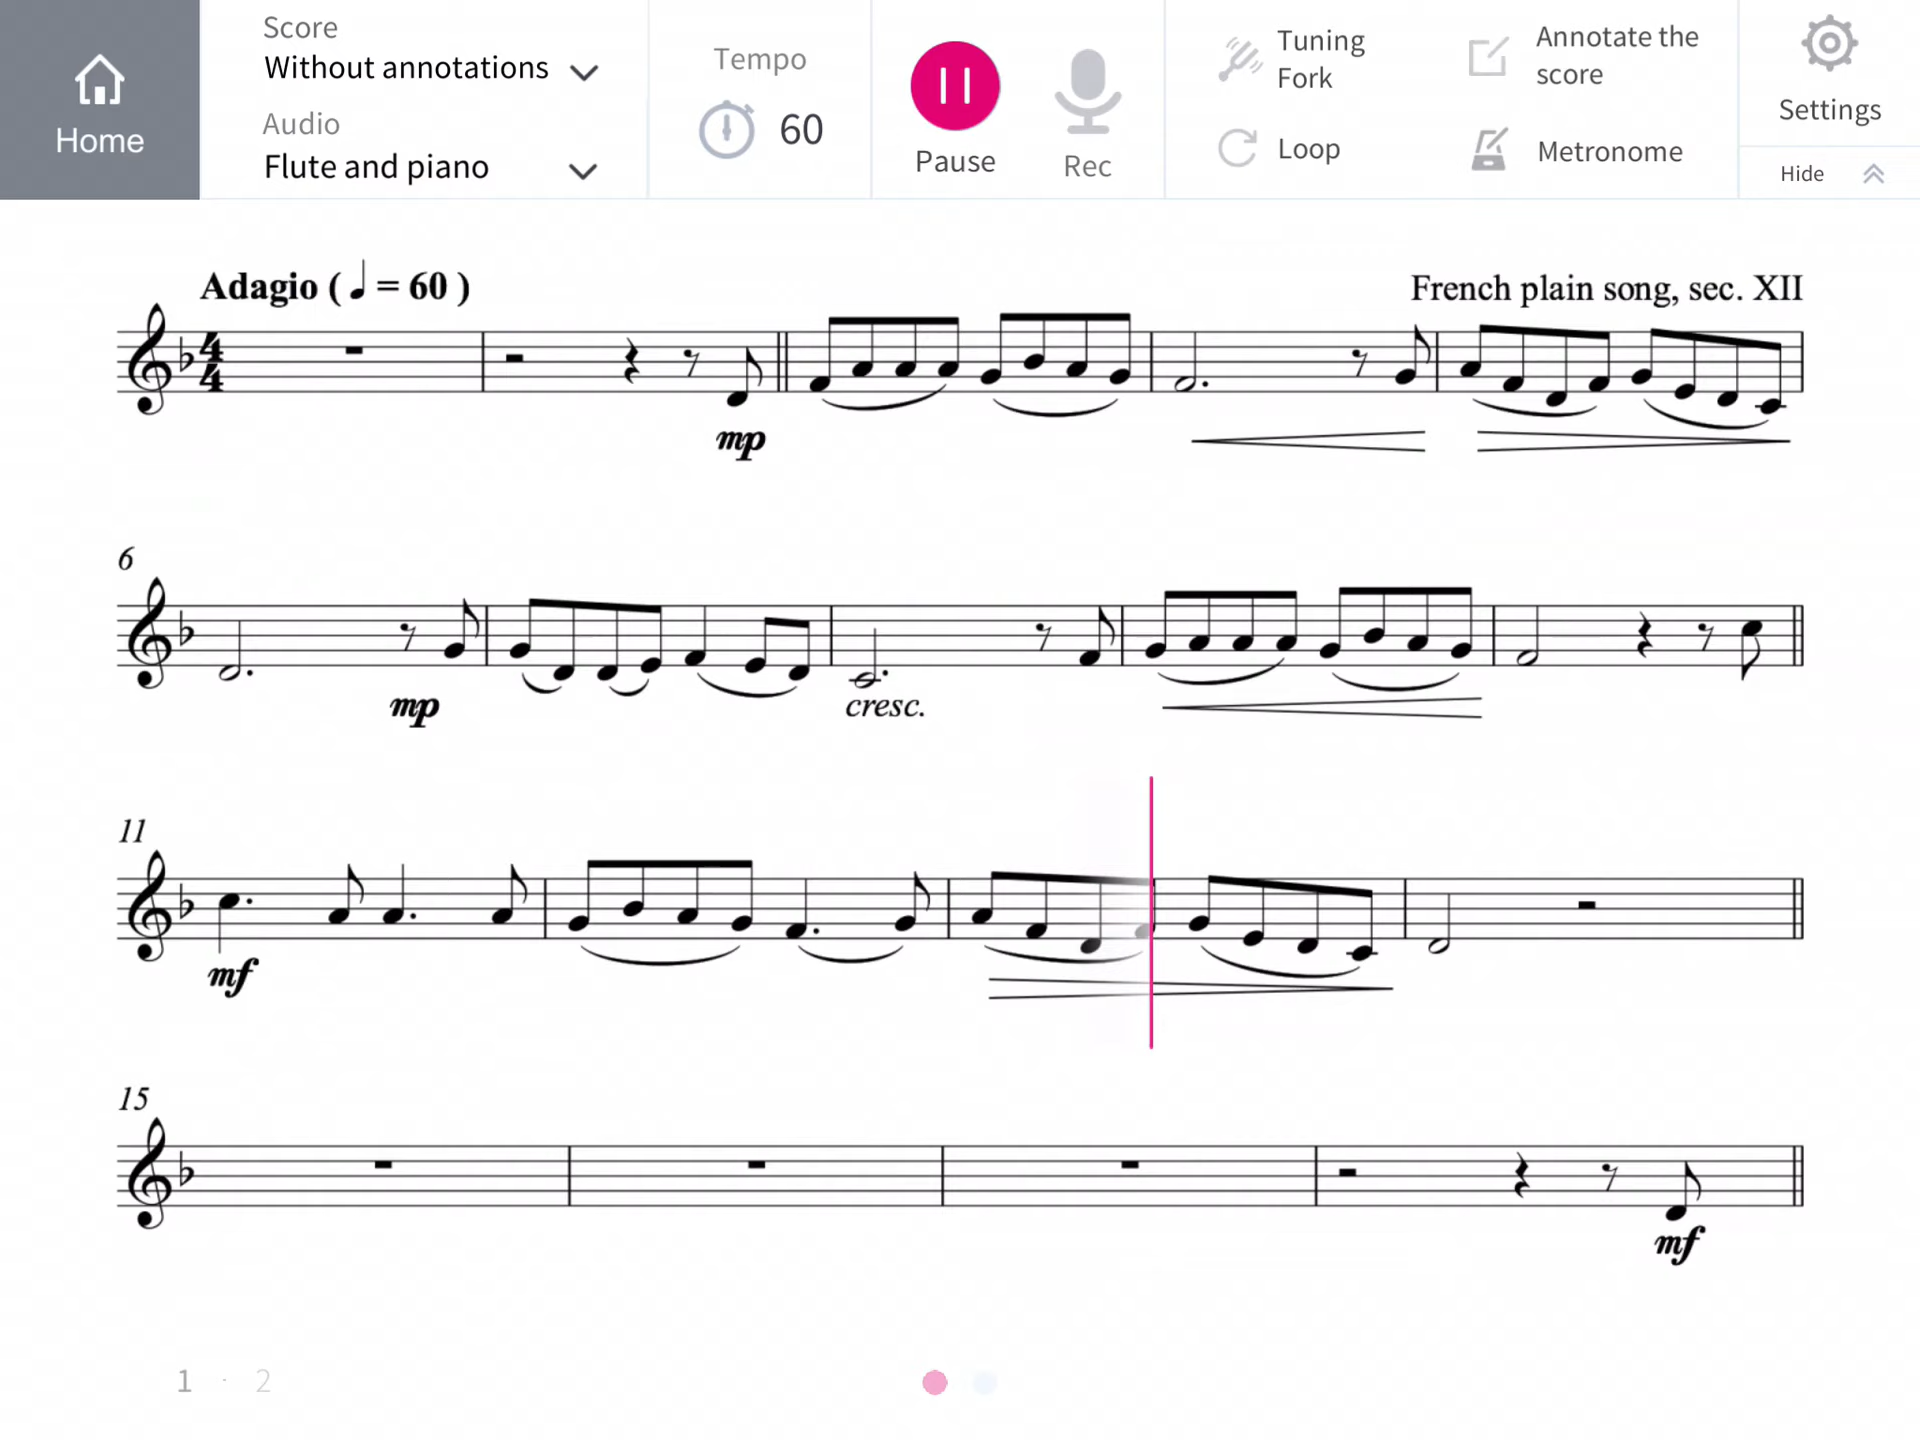 Home
Score
Without annotations
Audio
Flute and piano
Tempo
60
Pause
Rec
Tuning
Fork
Loop
Annotate the
score
Metronome
Settings
Hide
Adagio ( ♩ = 60 )
French plain song, sec. XII
4
4
mp
6
mp
cresc.
11
mf
15
mf
1 · 2